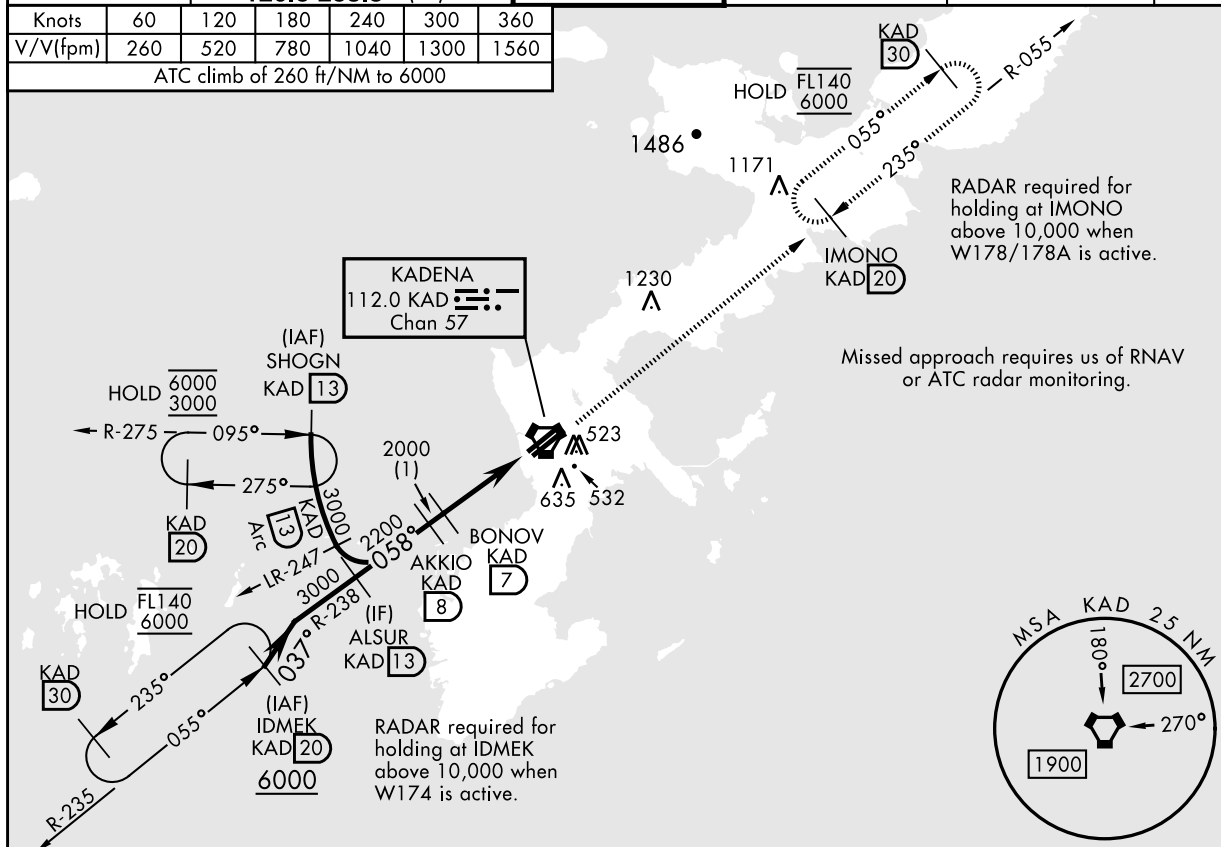 Knots 60 120 180 240 300 360
V/V(fpm) 260 520 780 1040 1300 1560
ATC climb of 260 ft/NM to 6000
KAD
30
R-055
HOLD FL140
6000
055°
235°
1486
1171
RADAR required for
holding at IMONO
above 10,000 when
W178/178A is active.
IMONO
KAD 20
KADENA
112.0 KAD
Chan 57
1230
Missed approach requires us of RNAV
or ATC radar monitoring.
(IAF)
SHOGN
KAD 13
HOLD 6000
3000
R-275
095°
275°
KAD
20
3000
KAD
13
Arc
LR-247
2000
(1)
523
635
532
2200
058°
AKKIO
KAD
8
BONOV
KAD
7
3000
R-238
(IF)
ALSUR
KAD 13
HOLD FL140
6000
037°
KAD
30
235°
055°
R-235
(IAF)
IDMEK
KAD 20
6000
RADAR required for
holding at IDMEK
above 10,000 when
W174 is active.
MSA KAD 25 NM
180°
2700
270°
1900